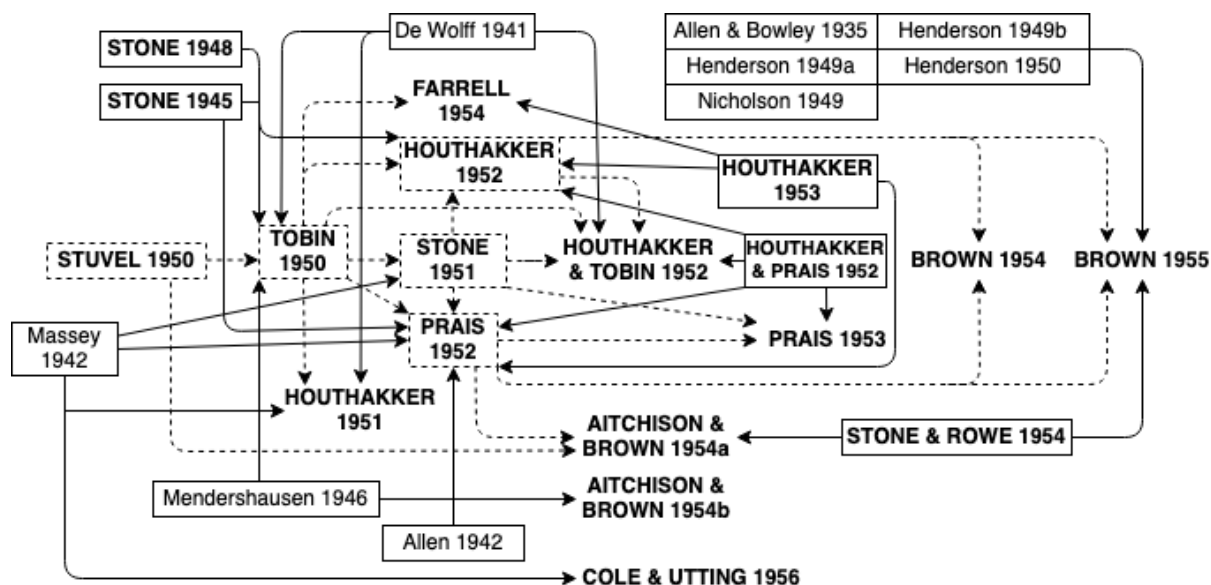 De Wolff 1941
Allen & Bowley 1935
Henderson 1949b
STONE 1948
Henderson 1949a
Henderson 1950
STONE 1945
FARRELL
1954
Nicholson 1949
HOUTHAKKER
1952
HOUTHAKKER
1953
STUVEL 1950
TOBIN
1950
STONE
1951
HOUTHAKKER
& TOBIN 1952
HOUTHAKKER
& PRAIS 1952
BROWN 1954
BROWN 1955
Massey
1942
PRAIS
1952
PRAIS 1953
HOUTHAKKER
1951
AITCHISON &
BROWN 1954a
STONE & ROWE 1954
Mendershausen 1946
AITCHISON &
BROWN 1954b
Allen 1942
COLE & UTTING 1956